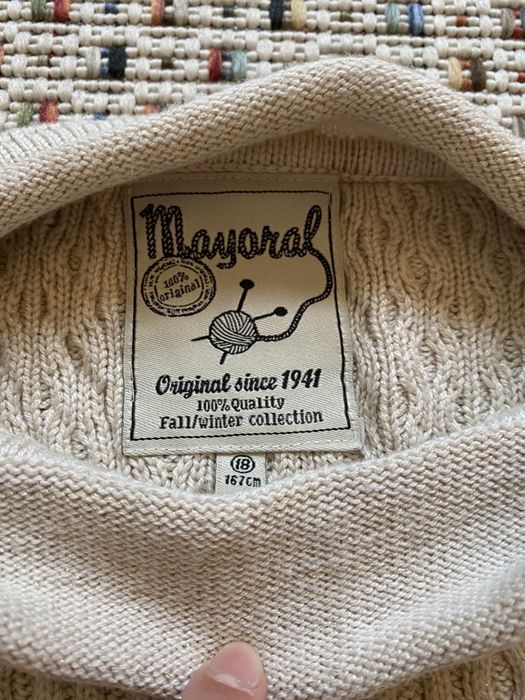 Mayoral
100%
original
Original since 1941
100% Quality
Fall/winter collection
18
167cm